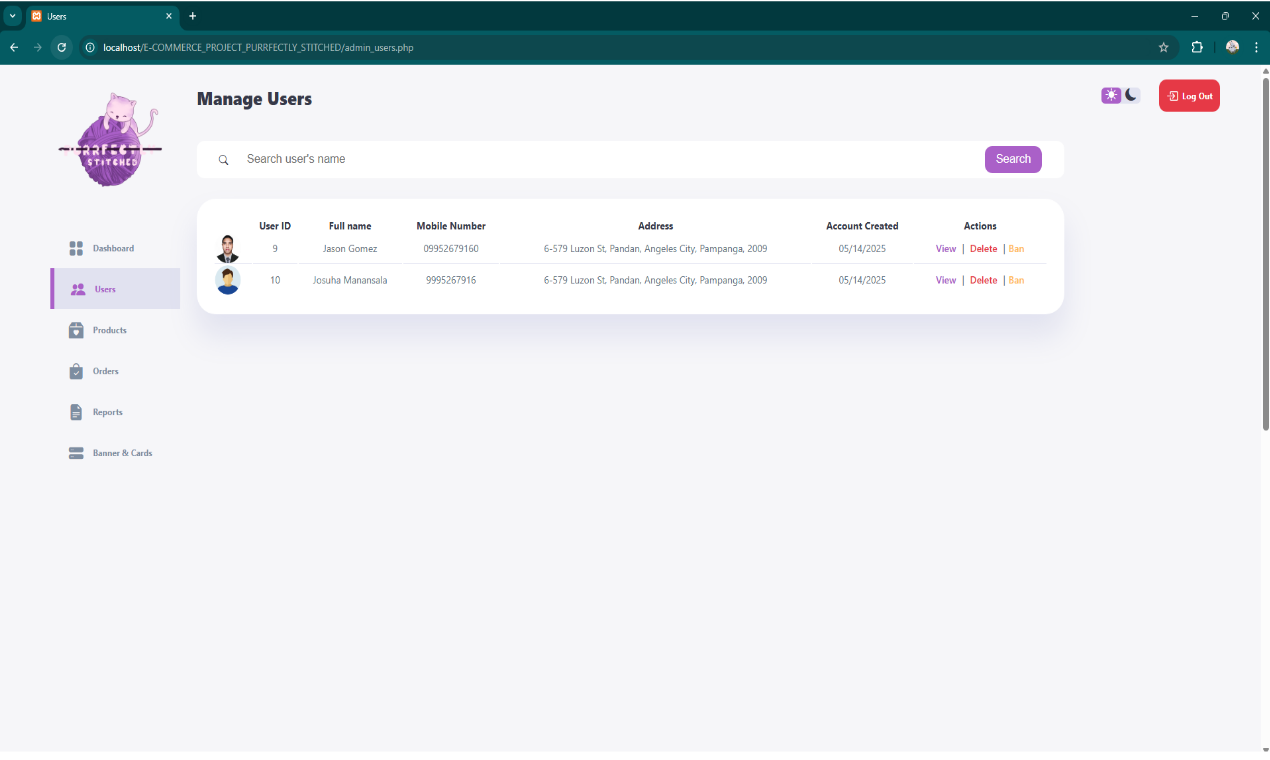 Users
localhost/E-COMMERCE_PROJECT_PURRFECTLY_STITCHED/admin_users.php
Manage Users
Log Out
STITCHED
Search user's name
Search
User ID Full name Mobile Number Address Account Created Actions
9 Jason Gomez 09952679160 6-579 Luzon St, Pandan, Angeles City, Pampanga, 2009 05/14/2025 View | Delete | Ban
10 Josuha Manansala 9995267916 6-579 Luzon St, Pandan, Angeles City, Pampanga, 2009 05/14/2025 View | Delete | Ban
Dashboard
Users
Products
Orders
Reports
Banner & Cards